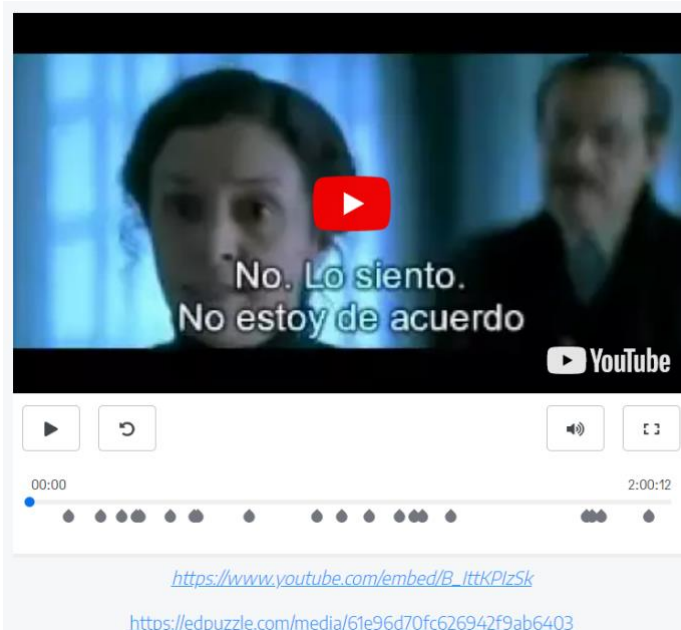 No. Lo siento.
No estoy de acuerdo
YouTube
00:00 2:00:12
https://www.youtube.com/embed/B_IttKPIzSk
https://edpuzzle.com/media/61e96d70fc626942f9ab6403